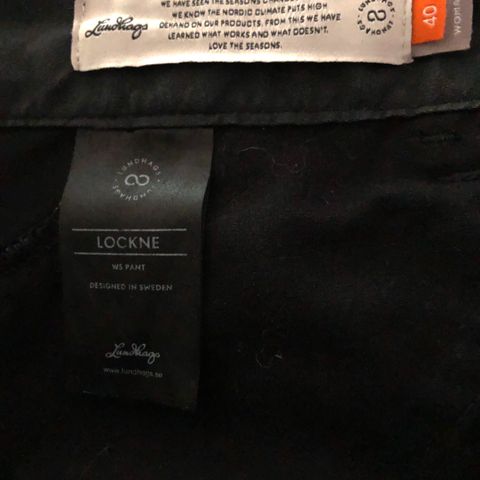 WE HAVE SEEN THE SEASONS CHANGE
WE KNOW THE NORDIC CLIMATE PUTS HIGH
DEMAND ON OUR PRODUCTS, FROM THIS WE HAVE
LEARNED WHAT WORKS AND WHAT DOESN'T.
LOVE THE SEASONS.
Lundhags
LUNDHAGS
40
LUNDHAGS · LUNDHAGS
LOCKNE
WS PANT
DESIGNED IN SWEDEN
Lundhags
www.lundhags.se